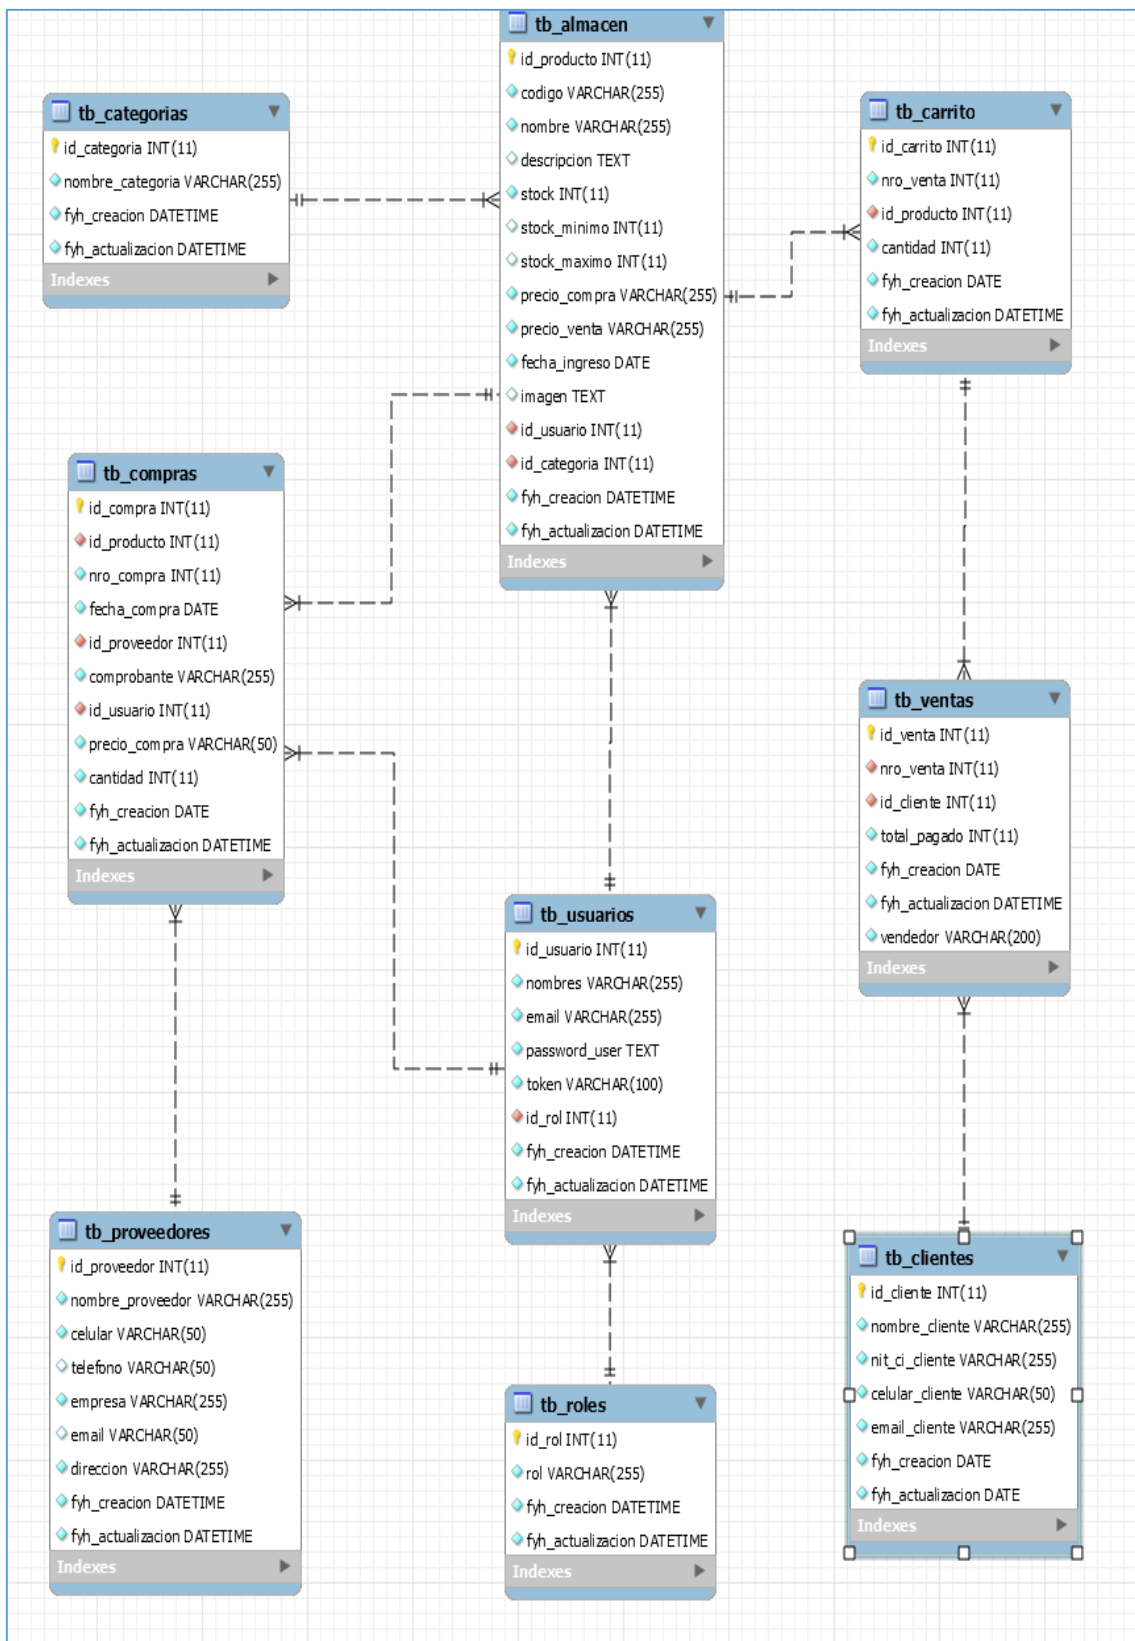 tb_almacen
id_producto INT(11)
codigo VARCHAR(255)
nombre VARCHAR(255)
descripcion TEXT
stock INT(11)
stock_minimo INT(11)
stock_maximo INT(11)
precio_compra VARCHAR(255)
precio_venta VARCHAR(255)
fecha_ingreso DATE
imagen TEXT
id_usuario INT(11)
id_categoria INT(11)
fyh_creacion DATETIME
fyh_actualizacion DATETIME
Indexes
tb_categorias
id_categoria INT(11)
nombre_categoria VARCHAR(255)
fyh_creacion DATETIME
fyh_actualizacion DATETIME
Indexes
tb_carrito
id_carrito INT(11)
nro_venta INT(11)
id_producto INT(11)
cantidad INT(11)
fyh_creacion DATE
fyh_actualizacion DATETIME
Indexes
tb_compras
id_compra INT(11)
id_producto INT(11)
nro_compra INT(11)
fecha_compra DATE
id_proveedor INT(11)
comprobante VARCHAR(255)
id_usuario INT(11)
precio_compra VARCHAR(50)
cantidad INT(11)
fyh_creacion DATE
fyh_actualizacion DATETIME
Indexes
tb_ventas
id_venta INT(11)
nro_venta INT(11)
id_cliente INT(11)
total_pagado INT(11)
fyh_creacion DATE
fyh_actualizacion DATETIME
vendedor VARCHAR(200)
Indexes
tb_usuarios
id_usuario INT(11)
nombres VARCHAR(255)
email VARCHAR(255)
password_user TEXT
token VARCHAR(100)
id_rol INT(11)
fyh_creacion DATETIME
fyh_actualizacion DATETIME
Indexes
tb_proveedores
id_proveedor INT(11)
nombre_proveedor VARCHAR(255)
celular VARCHAR(50)
telefono VARCHAR(50)
empresa VARCHAR(255)
email VARCHAR(50)
direccion VARCHAR(255)
fyh_creacion DATETIME
fyh_actualizacion DATETIME
Indexes
tb_roles
id_rol INT(11)
rol VARCHAR(255)
fyh_creacion DATETIME
fyh_actualizacion DATETIME
Indexes
tb_clientes
id_cliente INT(11)
nombre_cliente VARCHAR(255)
nit_ci_cliente VARCHAR(255)
celular_cliente VARCHAR(50)
email_cliente VARCHAR(255)
fyh_creacion DATE
fyh_actualizacion DATE
Indexes